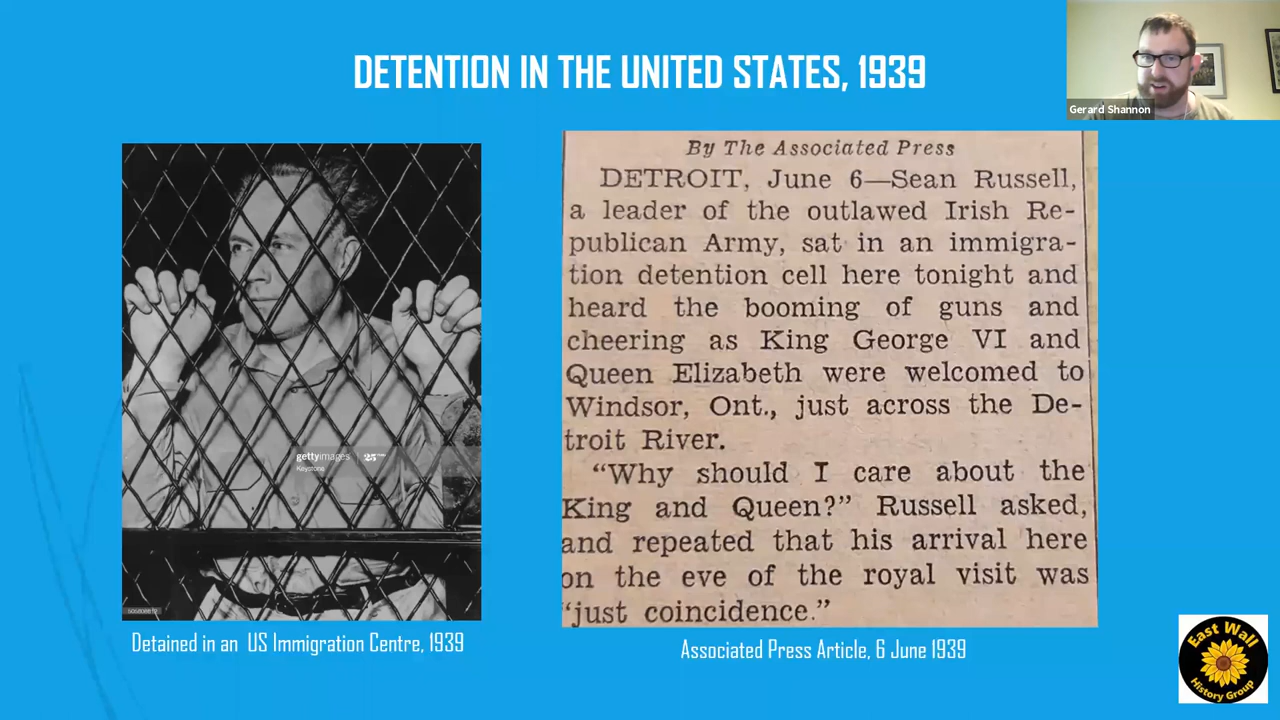 DETENTION IN THE UNITED STATES, 1939
Gerard Shannon
By The Associated Press
DETROIT, June 6—Sean Russell,
a leader of the outlawed Irish Re-
publican Army, sat in an immigra-
tion detention cell here tonight and
heard the booming of guns and
cheering as King George VI and
Queen Elizabeth were welcomed to
Windsor, Ont., just across the De-
troit River.
“Why should I care about the
King and Queen?” Russell asked,
and repeated that his arrival here
on the eve of the royal visit was
“just coincidence.”
gettyimages
Keystone
Detained in an US Immigration Centre, 1939
Associated Press Article, 6 June 1939
East Wall
History Group